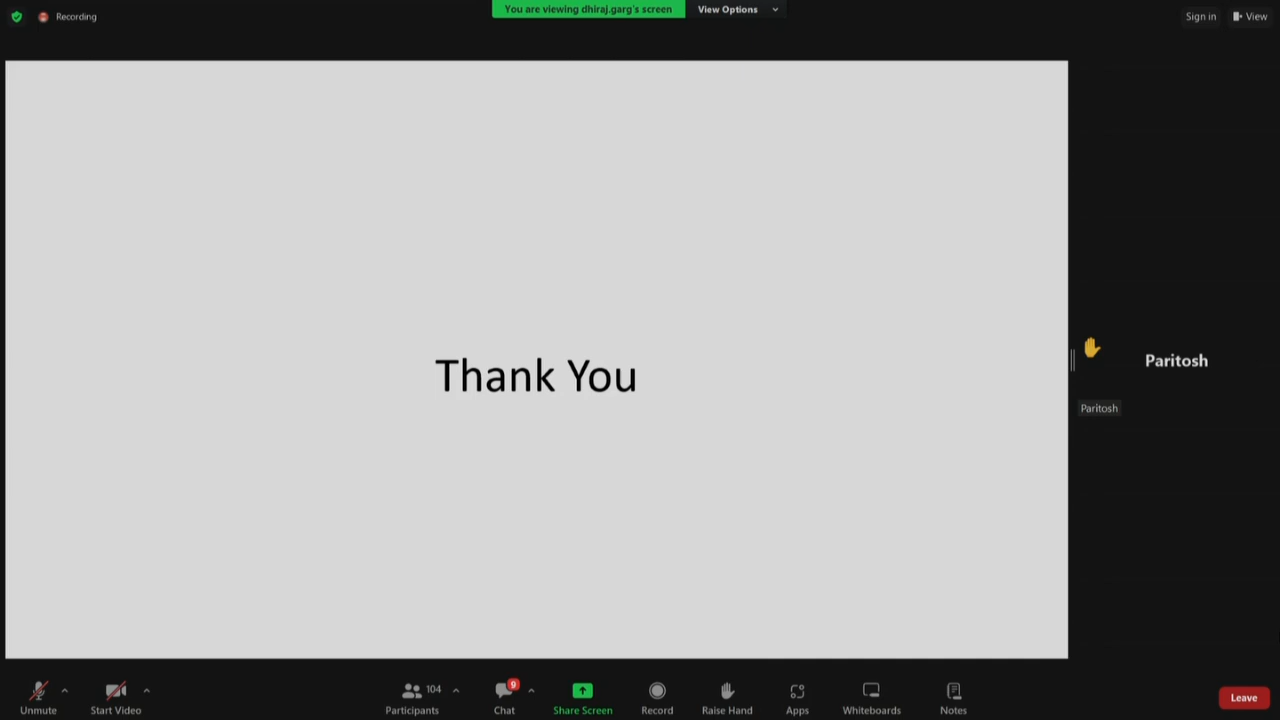 Recording
You are viewing dhiraj.garg's screen
View Options
Sign in
View
Thank You
Paritosh
Paritosh
Unmute
Start Video
104
Participants
9
Chat
Share Screen
Record
Raise Hand
Apps
Whiteboards
Notes
Leave